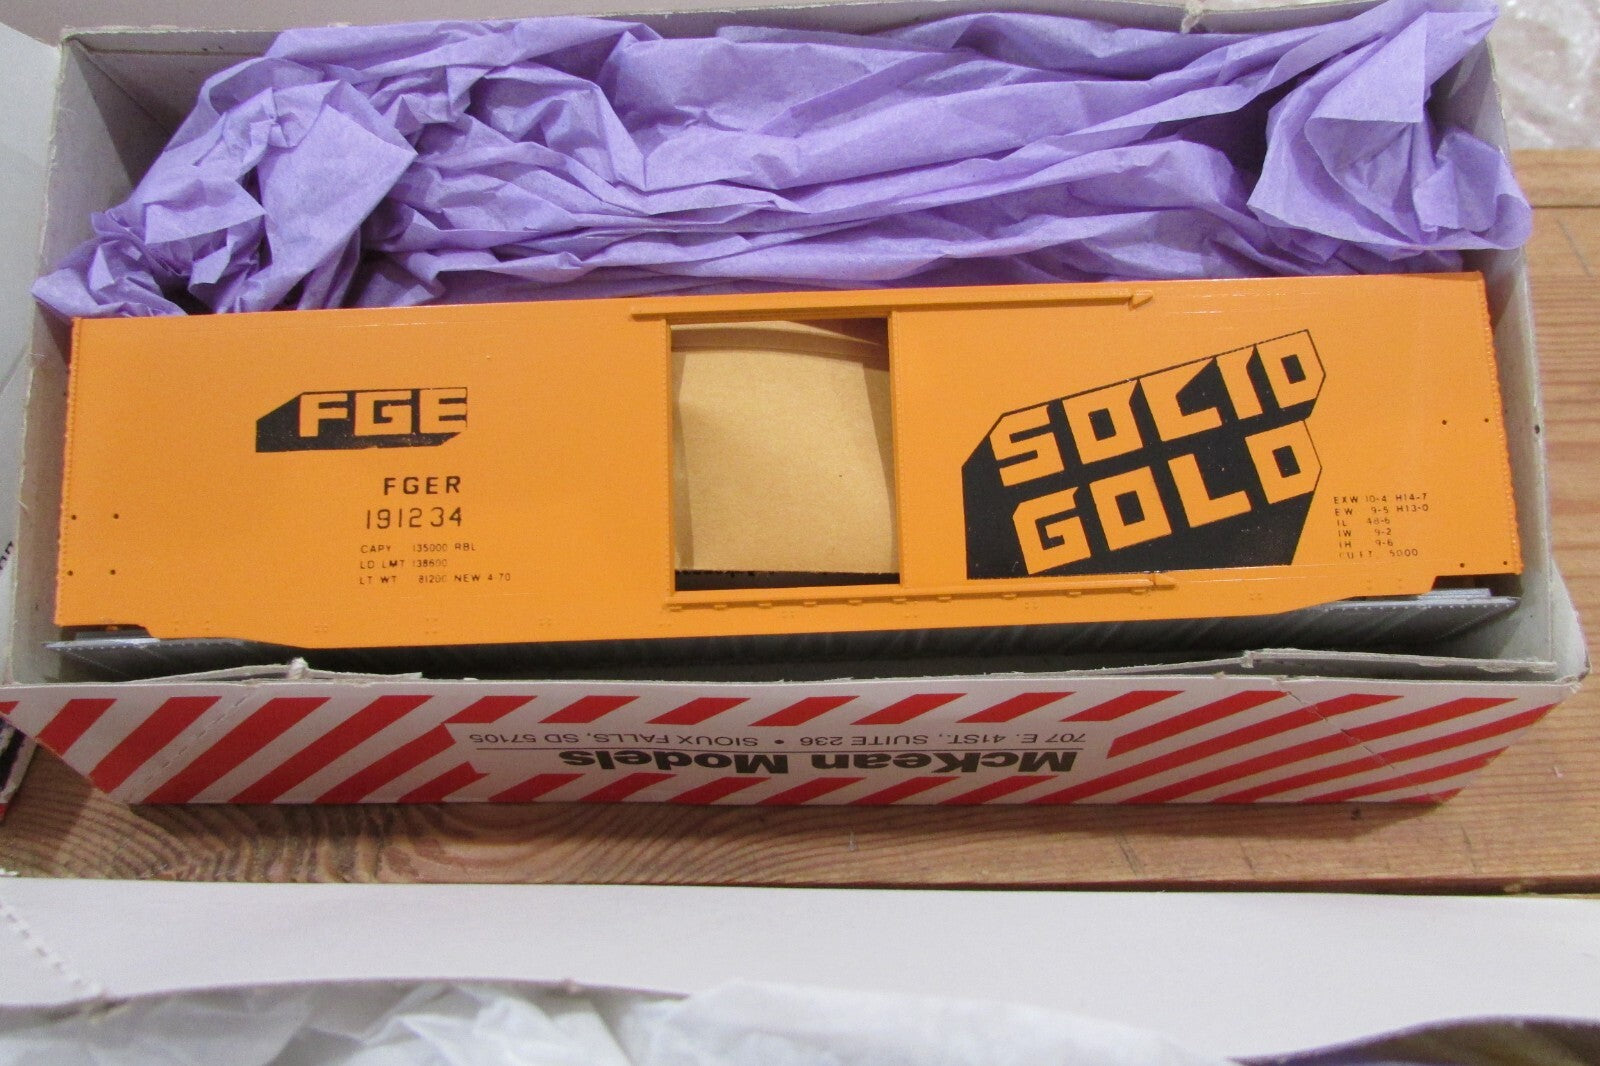 FGE
FGER
191234
CAPY 135000 RBL
LD LMT 138600
LT WT 81200 NEW 4-70
SOLID
GOLD
EXW 10-4 H14-7
EW 9-5 H13-0
IL 48-6
IW 9-2
IH 9-6
CU FT 5000
McKean Models
707 E. 41ST, SUITE 236 • SIOUX FALLS, SD 57105